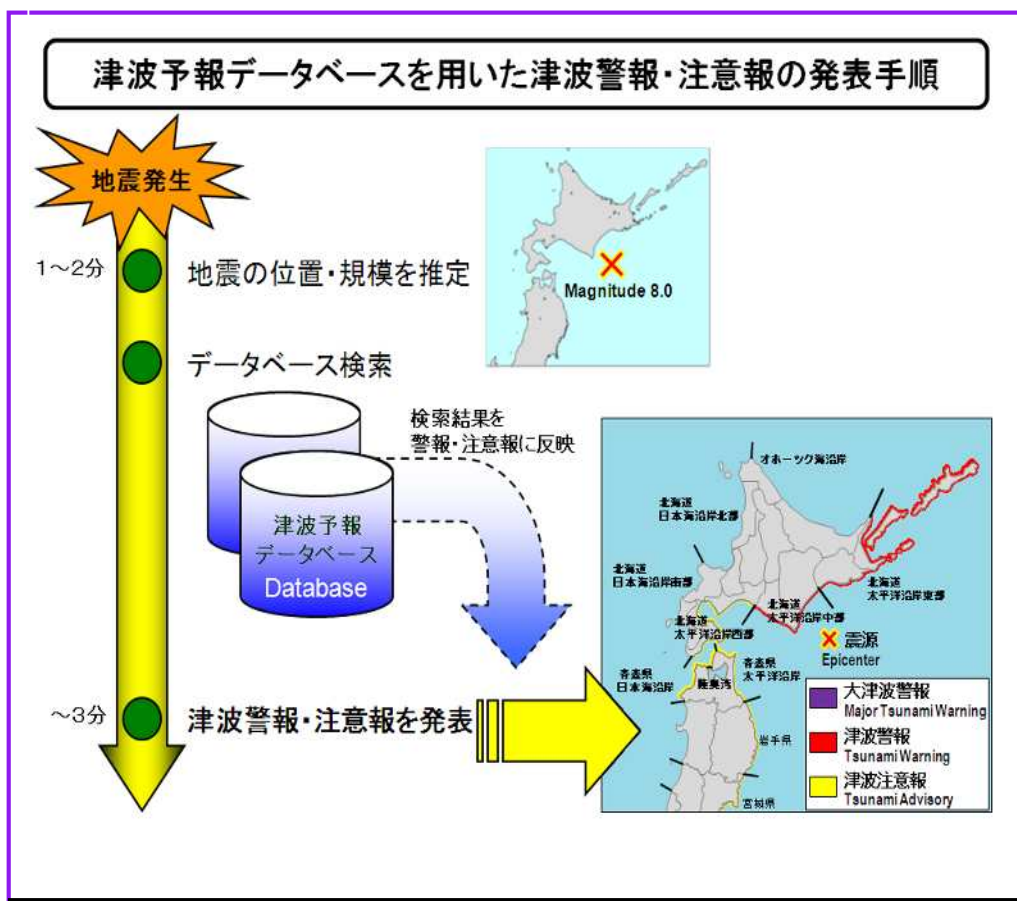 津波予報データベースを用いた津波警報・注意報の発表手順
地震発生
1～2分
地震の位置・規模を推定
Magnitude 8.0
データベース検索
検索結果を
警報・注意報に反映
津波予報
データベース
Database
～3分
津波警報・注意報を発表
オホーツク海沿岸
北海道
日本海沿岸北部
北海道
日本海沿岸南部
北海道
太平洋沿岸東部
北海道
太平洋沿岸中部
北海道
太平洋沿岸西部
震源
Epicenter
青森県
日本海沿岸
陸奥湾
青森県
太平洋沿岸
岩手県
宮城県
大津波警報
Major Tsunami Warning
津波警報
Tsunami Warning
津波注意報
Tsunami Advisory